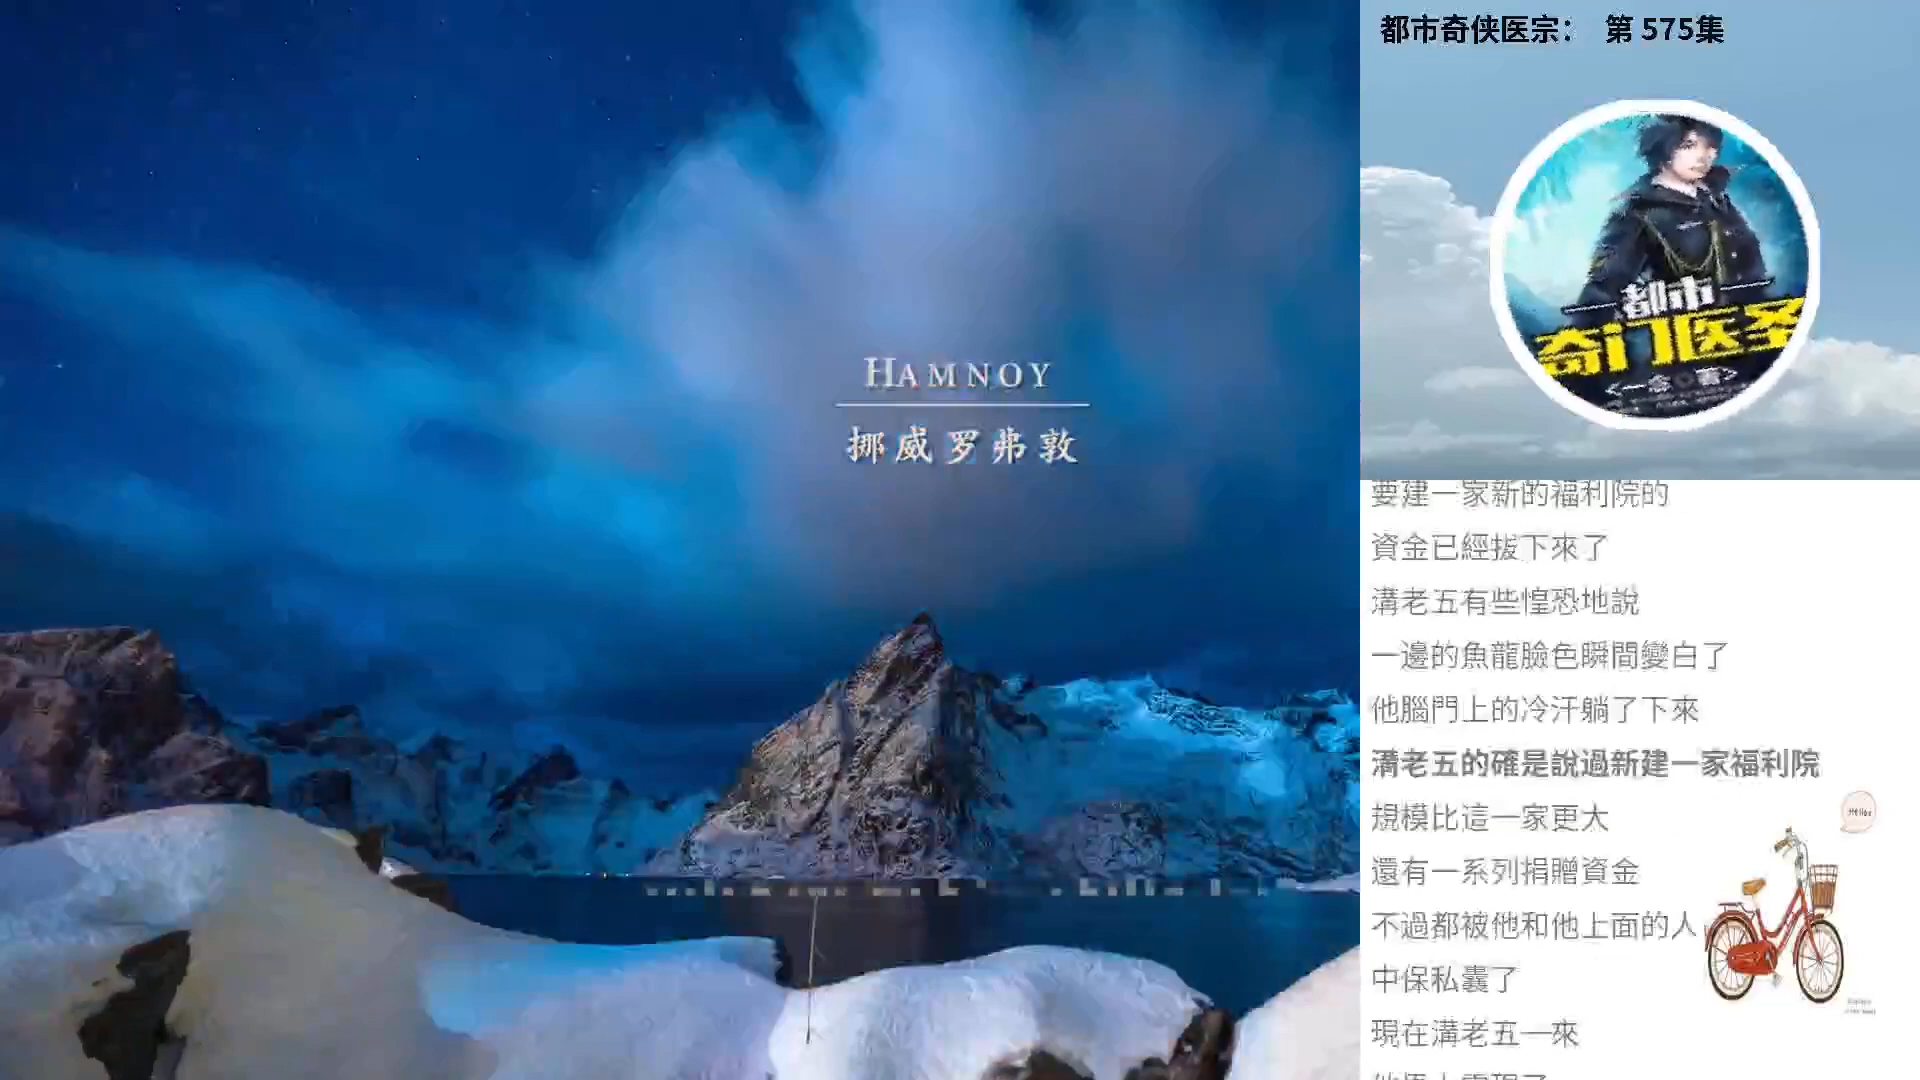 HAMNOY
挪威罗弗敦
都市奇侠医宗： 第 575集
都市
奇门医圣
要建一家新的福利院的
資金已經拔下來了
溝老五有些惶恐地說
一邊的魚龍臉色瞬間變白了
他腦門上的冷汗躺了下來
溝老五的確是說過新建一家福利院
規模比這一家更大
還有一系列捐贈資金
不過都被他和他上面的人
中保私囊了
現在溝老五一來
Hello